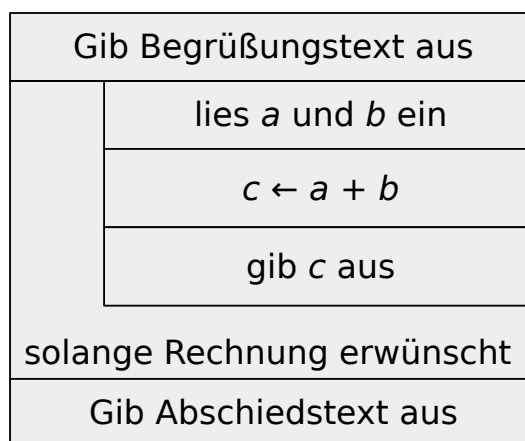 Gib Begrüßungstext aus
lies a und b ein
c ← a + b
gib c aus
solange Rechnung erwünscht
Gib Abschiedstext aus